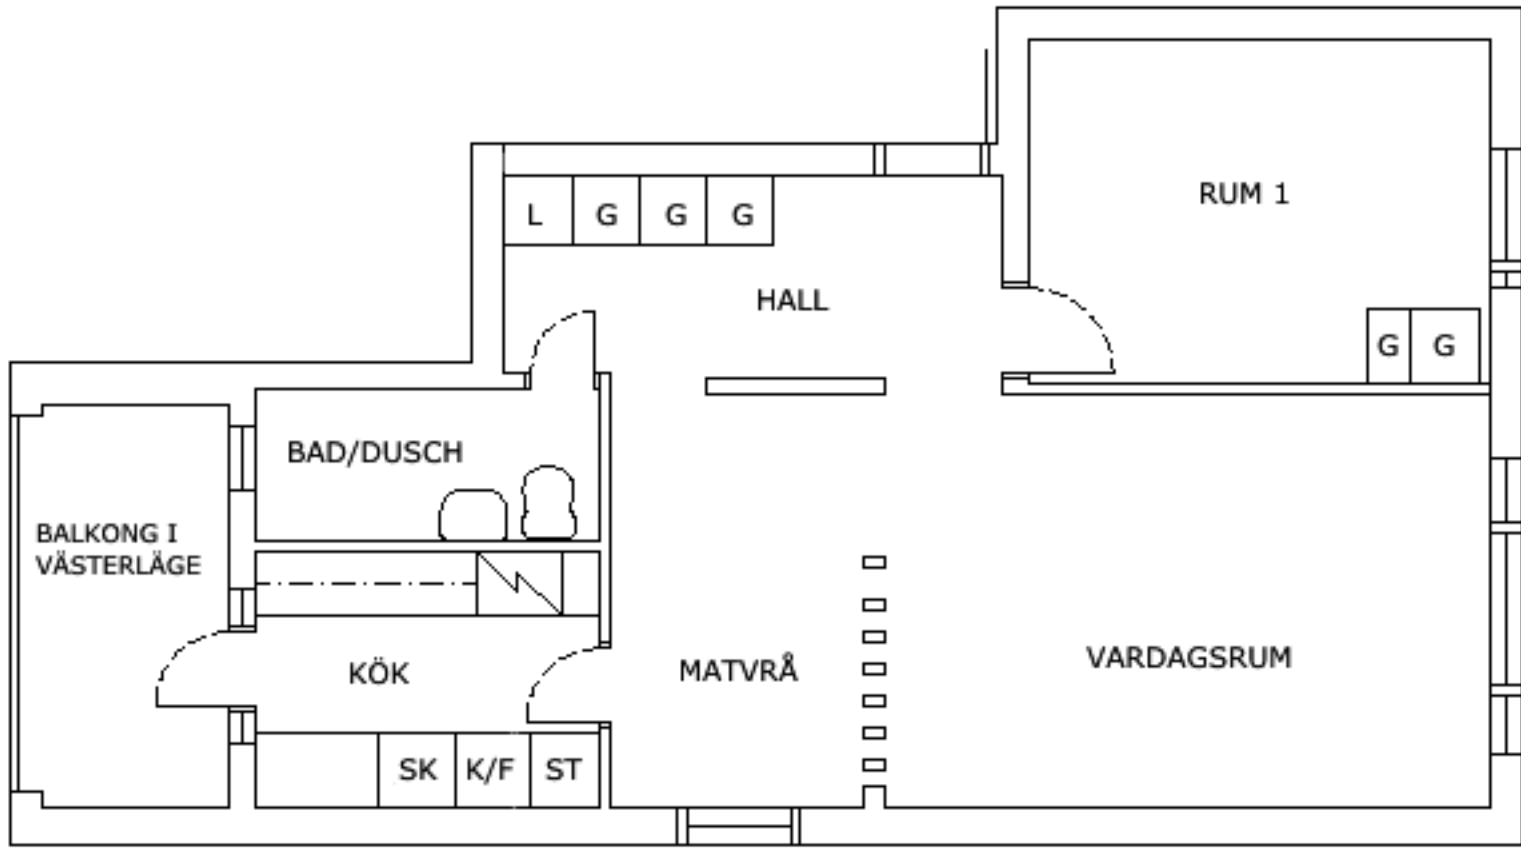 RUM 1
L G G G
HALL
G G
BAD/DUSCH
BALKONG I
VÄSTERLÄGE
KÖK
MATVRÅ
VARDAGSRUM
SK K/F ST